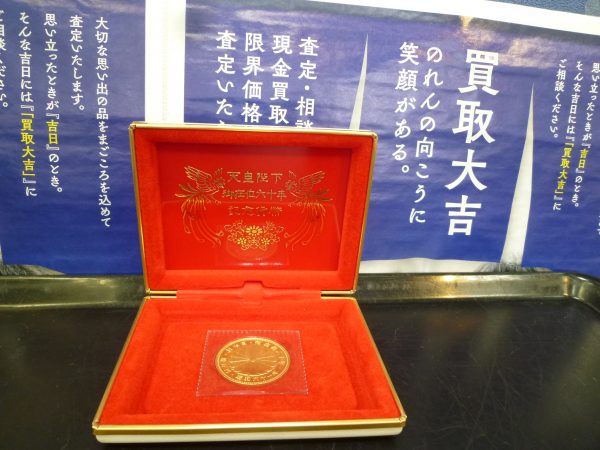 大切な思い出の品をまごころを込めて
査定いたします。
思い立ったときが『吉日』のとき。
そんな吉日には『「買取大吉」に
ご相談ください。
査定・相談
現金買取
限界価格
査定いた
買取大吉
のれんの向こうに
笑顔がある。
思い立ったときが『吉日』のとき。
そんな吉日には『「買取大吉」に
ご相談ください。
天皇陛下
御在位六十年
記念貨幣